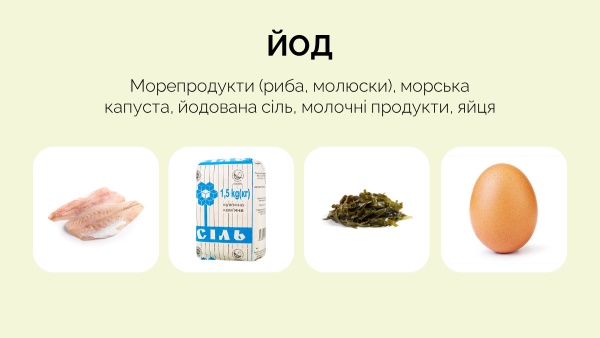 ЙОД
Морепродукти (риба, молюски), морська
капуста, йодована сіль, молочні продукти, яйця
1,5 kg(кг)
СІЛЬ